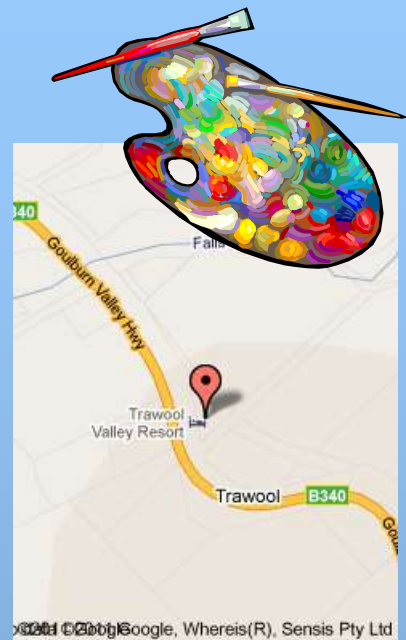 B340
Falls
Goulburn Valley Hwy
Trawool
Valley Resort
Trawool
B340
Google, Whereis(R), Sensis Pty Ltd